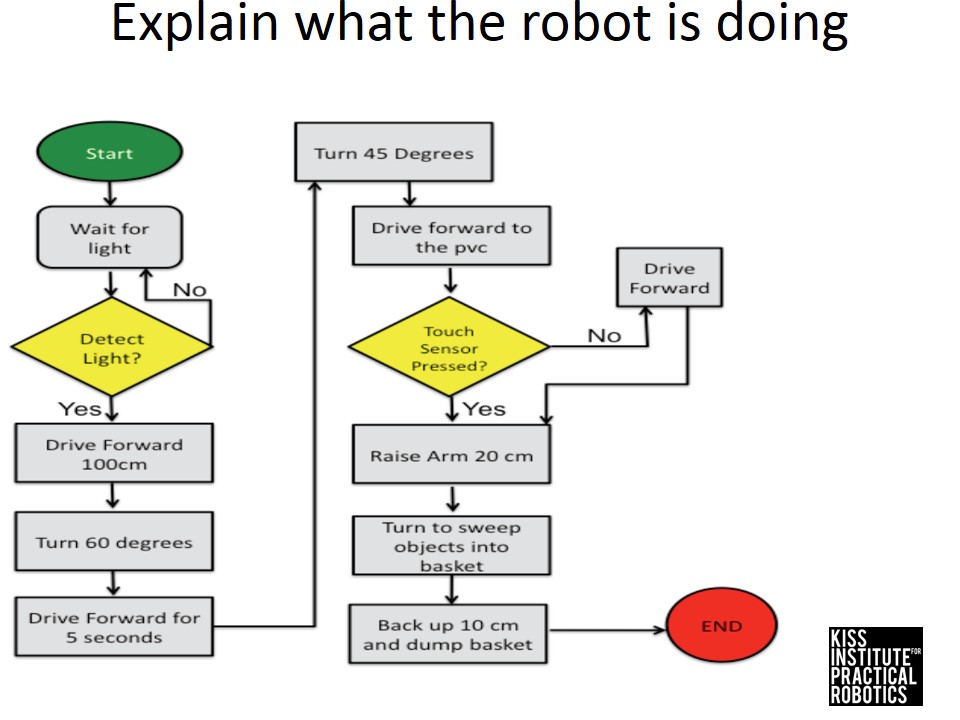 Explain what the robot is doing
Start
Wait for
light
No
Detect
Light?
Yes
Drive Forward
100cm
Turn 60 degrees
Drive Forward for
5 seconds
Turn 45 Degrees
Drive forward to
the pvc
Touch
Sensor
Pressed?
No
Drive
Forward
Yes
Raise Arm 20 cm
Turn to sweep
objects into
basket
Back up 10 cm
and dump basket
END
KISS
INSTITUTE FOR
PRACTICAL
ROBOTICS